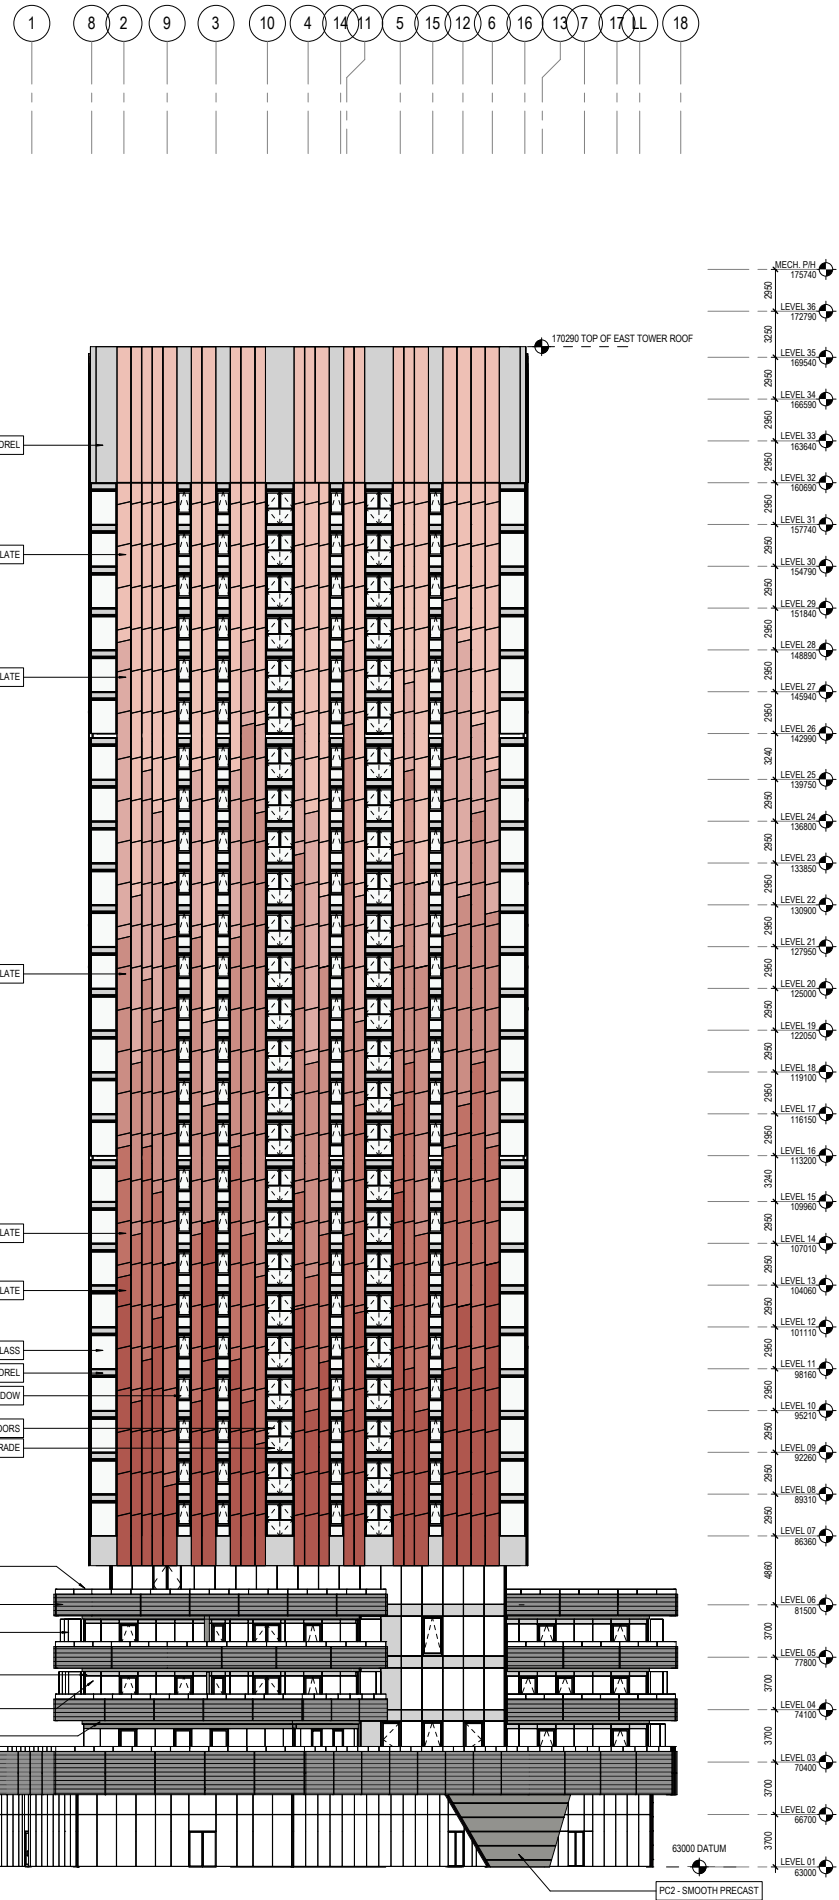 1 8 2 9 3 10 4 14 11 5 15 12 6 16 13 7 17 LL 18
MECH. P/H
175740
2950
LEVEL 36
172790
3250
170290 TOP OF EAST TOWER ROOF
LEVEL 35
169540
2950
LEVEL 34
166590
2950
DREL
LEVEL 33
163640
2950
LEVEL 32
160690
2950
LEVEL 31
157740
2950
LATE
LEVEL 30
154790
2950
LEVEL 29
151840
2950
LEVEL 28
148890
2950
LATE
LEVEL 27
145940
2950
LEVEL 26
142990
3240
LEVEL 25
139750
2950
LEVEL 24
136800
2950
LEVEL 23
133850
2950
LEVEL 22
130900
2950
LEVEL 21
127950
2950
LATE
LEVEL 20
125000
2950
LEVEL 19
122050
2950
LEVEL 18
119100
2950
LEVEL 17
116150
2950
LEVEL 16
113200
3240
LEVEL 15
109960
2950
LATE
LEVEL 14
107010
2950
LATE
LEVEL 13
104060
2950
LEVEL 12
101110
2950
LASS
LEVEL 11
98160
DREL
2950
DOW
LEVEL 10
95210
2950
OORS
RADE
LEVEL 09
92260
2950
LEVEL 08
89310
2950
LEVEL 07
86360
4860
LEVEL 06
81500
3700
LEVEL 05
77800
3700
LEVEL 04
74100
3700
LEVEL 03
70400
3700
LEVEL 02
66700
3700
63000 DATUM
LEVEL 01
63000
PC2 - SMOOTH PRECAST